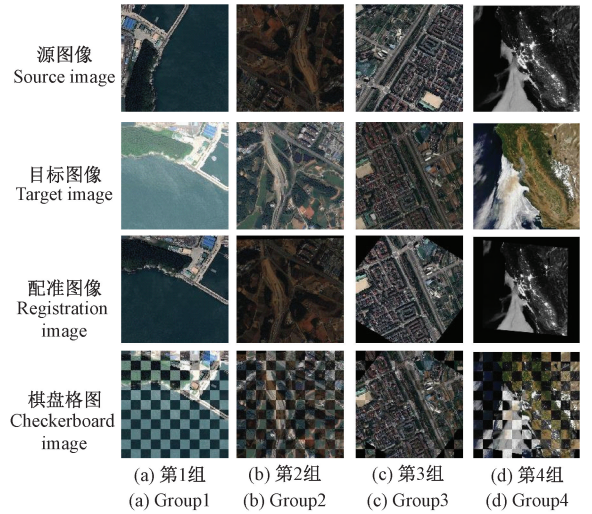 源图像
Source image
目标图像
Target image
配准图像
Registration
image
棋盘格图
Checkerboard
image
(a) 第1组 (b) 第2组 (c) 第3组 (d) 第4组
(a) Group1 (b) Group2 (c) Group3 (d) Group4